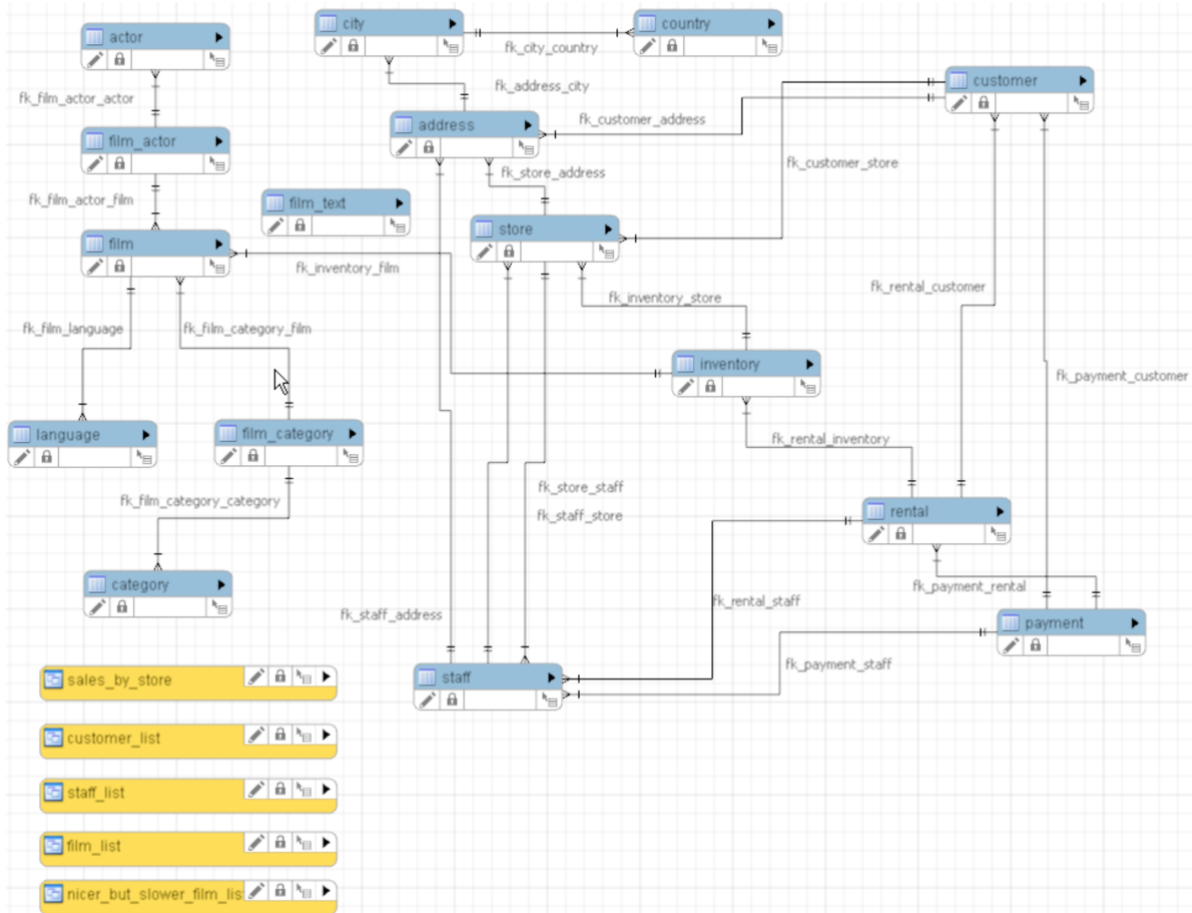 city
country
actor
fk_city_country
customer
fk_address_city
fk_film_actor_actor
address
fk_customer_address
film_actor
fk_customer_store
fk_store_address
fk_film_actor_film
film_text
store
film
fk_inventory_film
fk_rental_customer
fk_inventory_store
fk_film_language
fk_film_category_film
inventory
fk_payment_customer
language
film_category
fk_rental_inventory
fk_store_staff
fk_film_category_category
rental
fk_staff_store
category
fk_payment_rental
fk_rental_staff
fk_staff_address
payment
fk_payment_staff
staff
sales_by_store
customer_list
staff_list
film_list
nicer_but_slower_film_lis